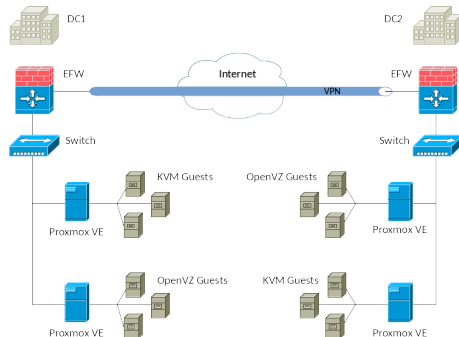 DC1
DC2
EFW
Internet
EFW
VPN
Switch
Switch
KVM Guests
OpenVZ Guests
Proxmox VE
Proxmox VE
OpenVZ Guests
KVM Guests
Proxmox VE
Proxmox VE